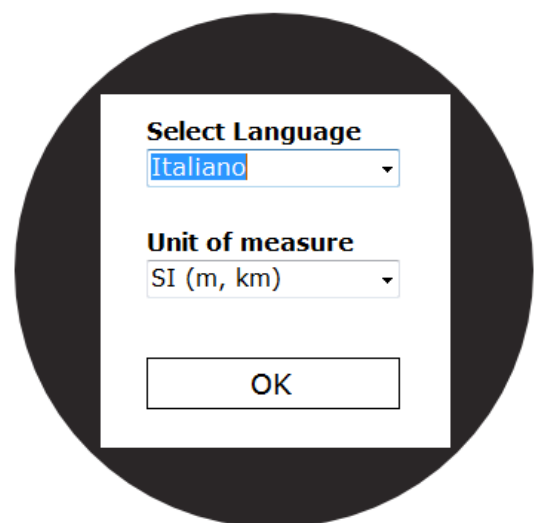 Select Language
Italiano
Unit of measure
SI (m, km)
OK